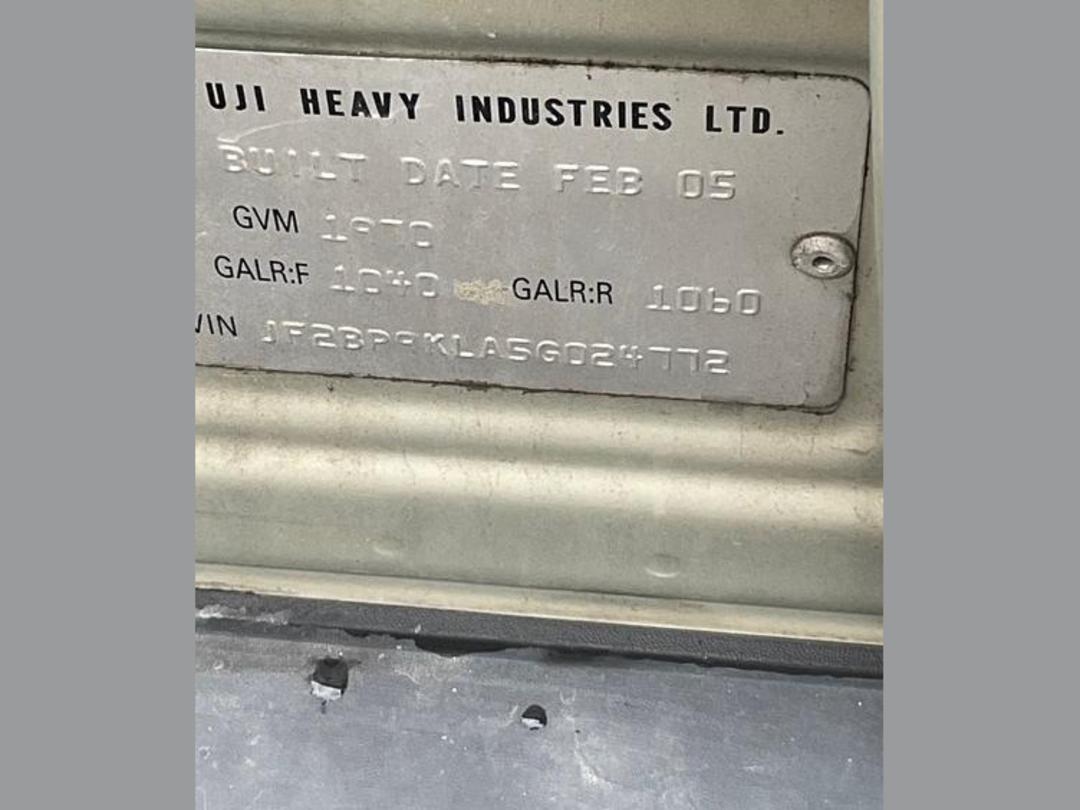 UJI HEAVY INDUSTRIES LTD.
BUILT DATE FEB 05
GVM 1970
GALR:F 1040 GALR:R 1060
VIN JF2BP9KLA5G024772